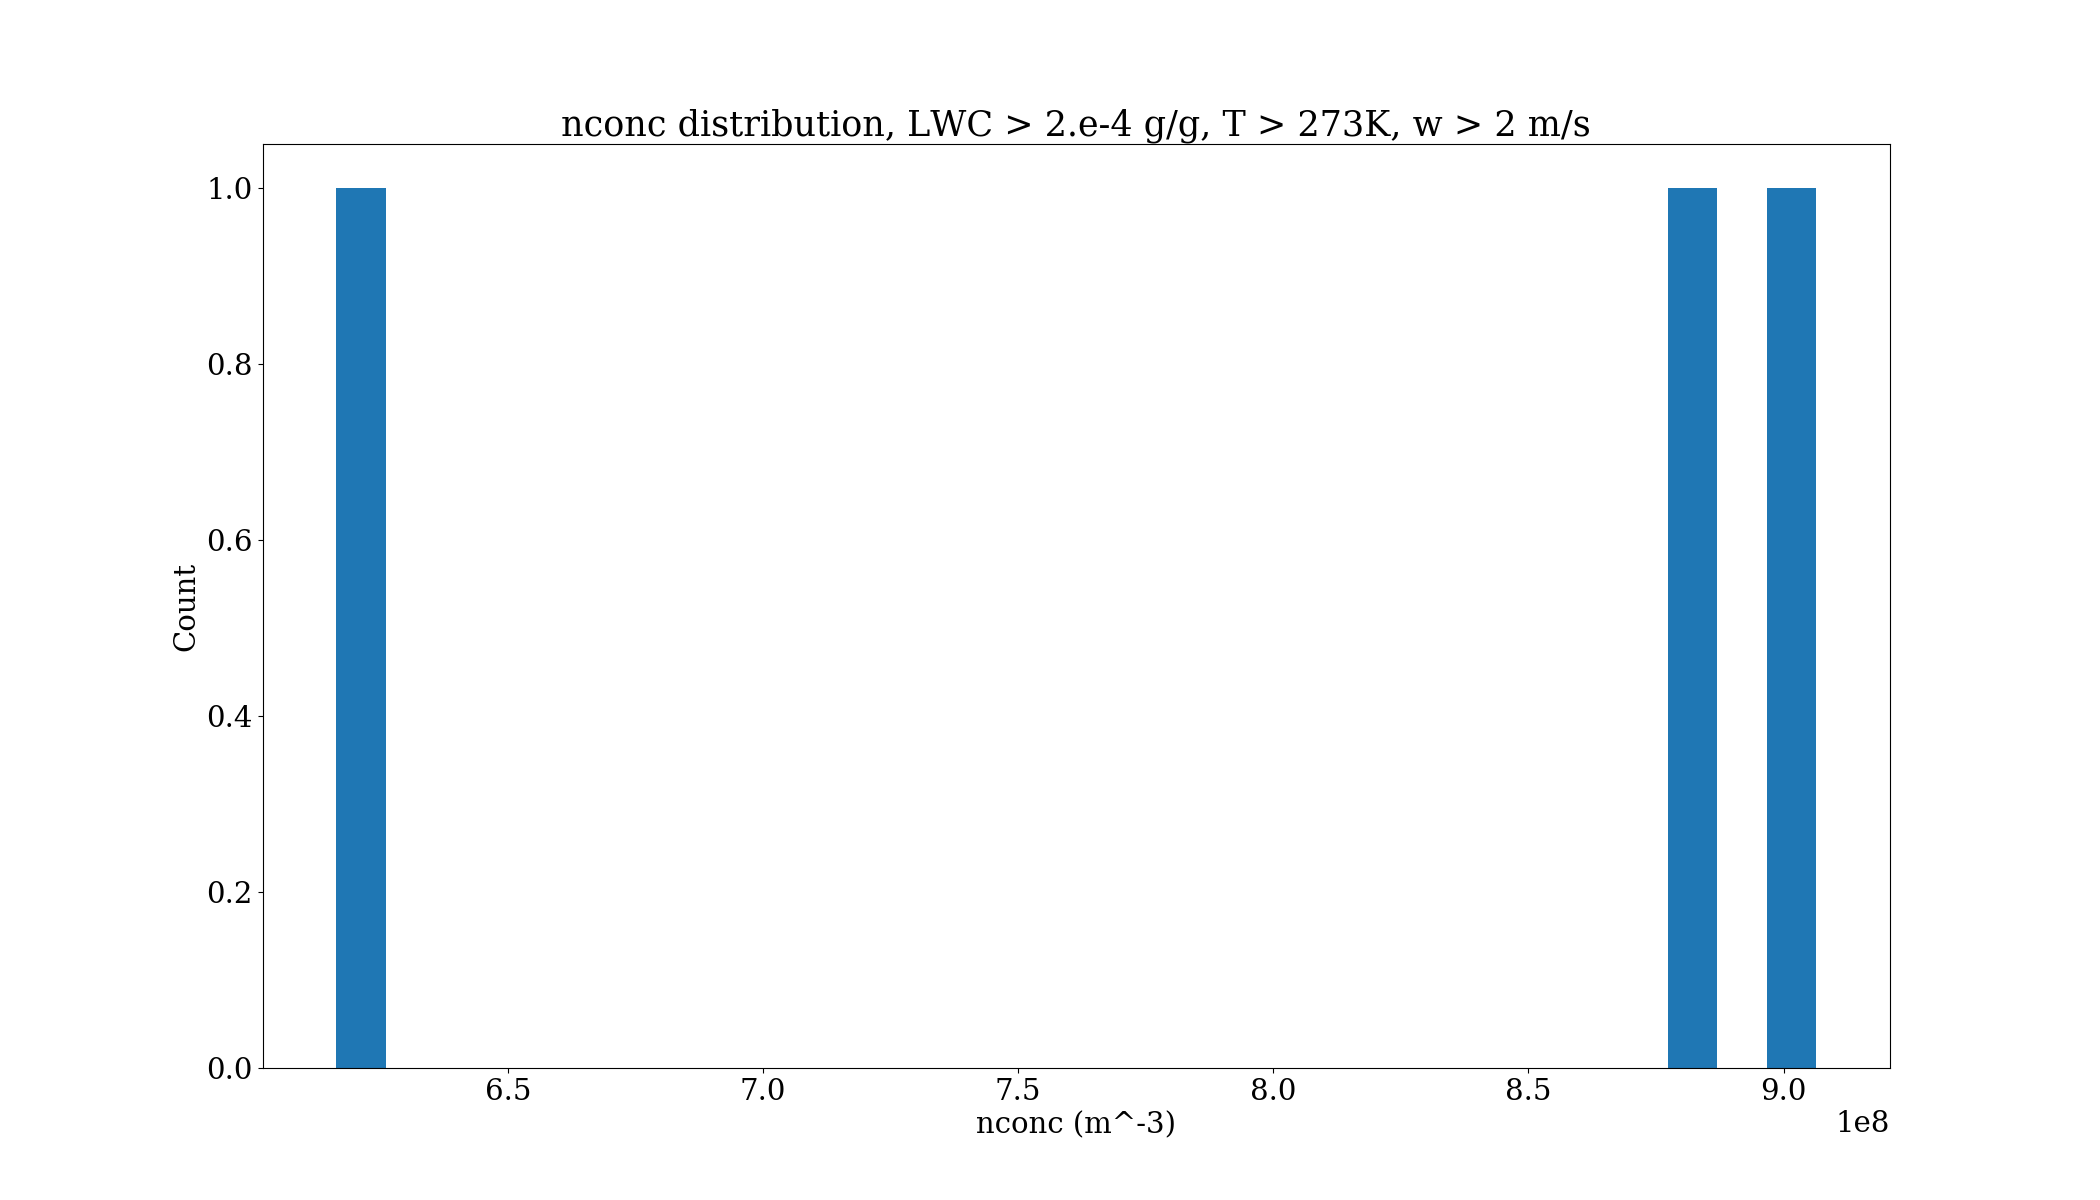 nconc distribution, LWC > 2.e-4 g/g, T > 273K, w > 2 m/s
1.0
0.8
0.6
0.4
0.2
0.0
Count
6.5 7.0 7.5 8.0 8.5 9.0
nconc (m^-3)
1e8